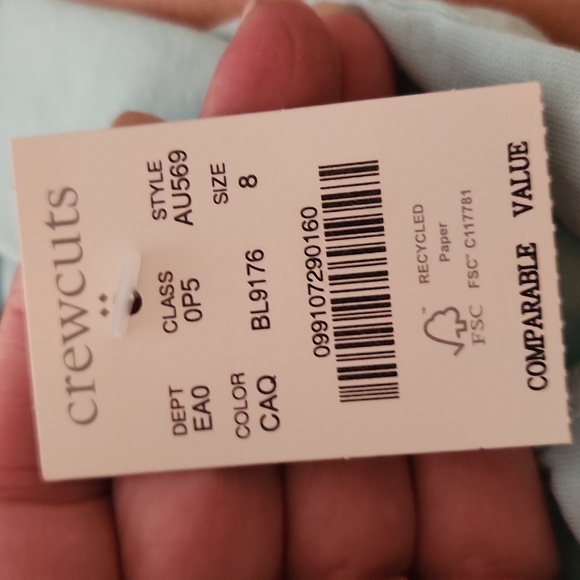 crewcuts
DEPT CLASS STYLE
EA0 0P5 AU569
COLOR SIZE
CAQ BL9176 8
099107290160
RECYCLED
Paper
FSC™ C117781
FSC
COMPARABLE VALUE